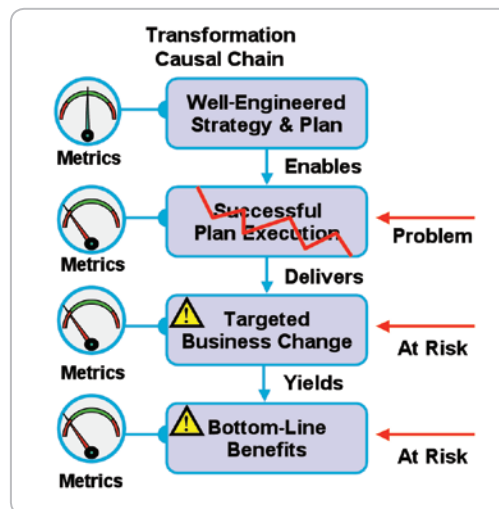 Transformation
Causal Chain
Well-Engineered
Strategy & Plan
Metrics
Enables
Successful
Plan Execution
Metrics
Problem
Delivers
!
Targeted
Business Change
Metrics
At Risk
Yields
!
Bottom-Line
Benefits
Metrics
At Risk